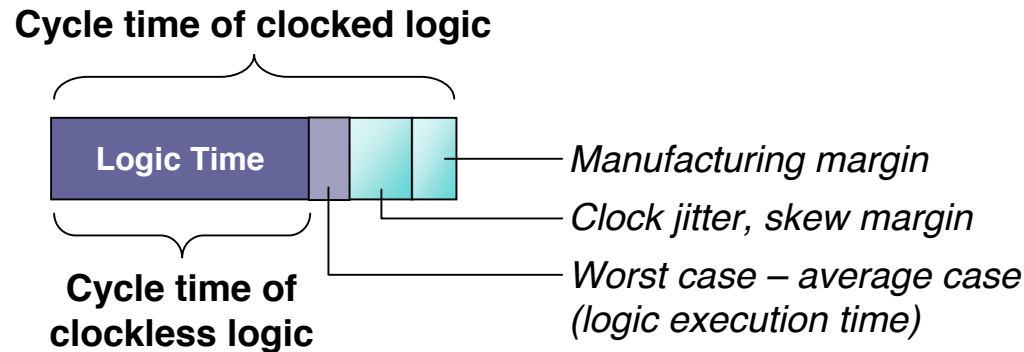 Cycle time of clocked logic
Logic Time
Manufacturing margin
Clock jitter, skew margin
Worst case – average case
(logic execution time)
Cycle time of
clockless logic